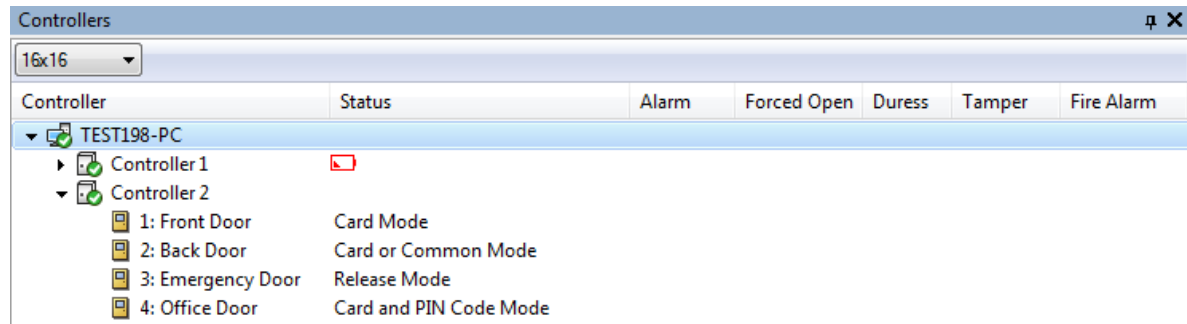 Controllers
16x16
Controller Status Alarm Forced Open Duress Tamper Fire Alarm
TEST198-PC
Controller 1
Controller 2
1: Front Door Card Mode
2: Back Door Card or Common Mode
3: Emergency Door Release Mode
4: Office Door Card and PIN Code Mode